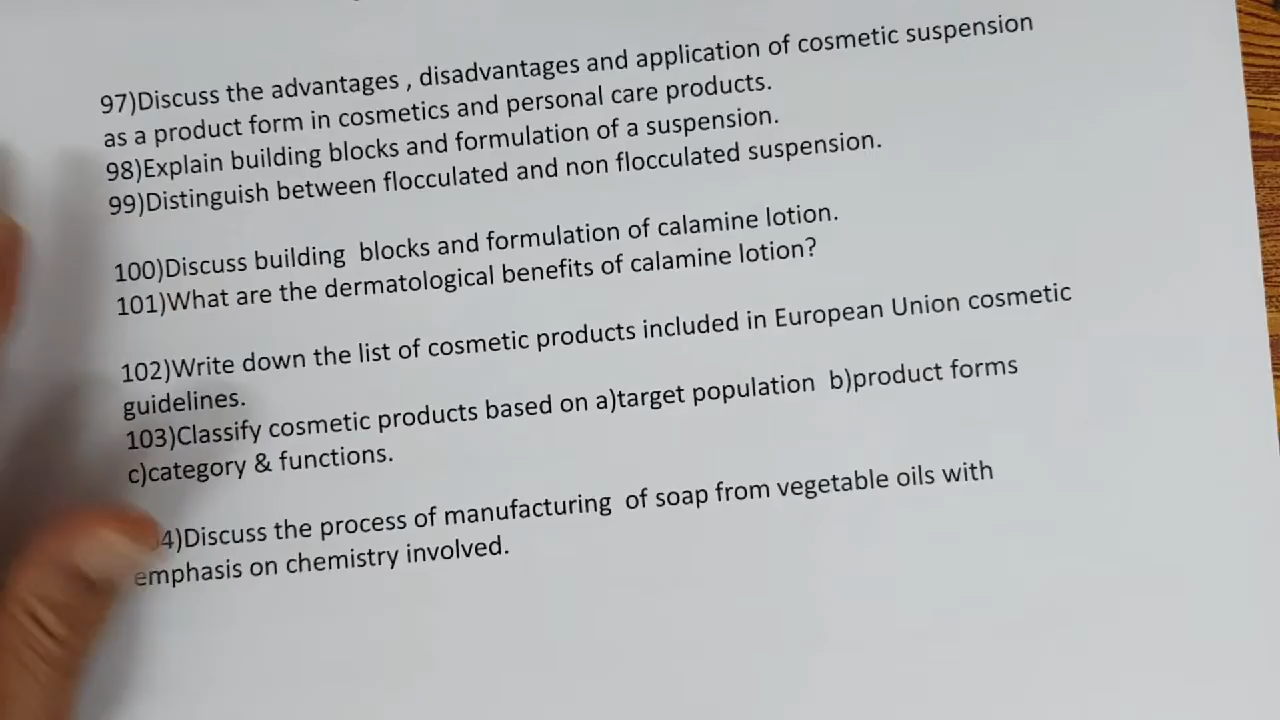 97)Discuss the advantages , disadvantages and application of cosmetic suspension
as a product form in cosmetics and personal care products.
98)Explain building blocks and formulation of a suspension.
99)Distinguish between flocculated and non flocculated suspension.
100)Discuss building  blocks and formulation of calamine lotion.
101)What are the dermatological benefits of calamine lotion?
102)Write down the list of cosmetic products included in European Union cosmetic
guidelines.
103)Classify cosmetic products based on a)target population  b)product forms
c)category & functions.
4)Discuss the process of manufacturing  of soap from vegetable oils with
emphasis on chemistry involved.